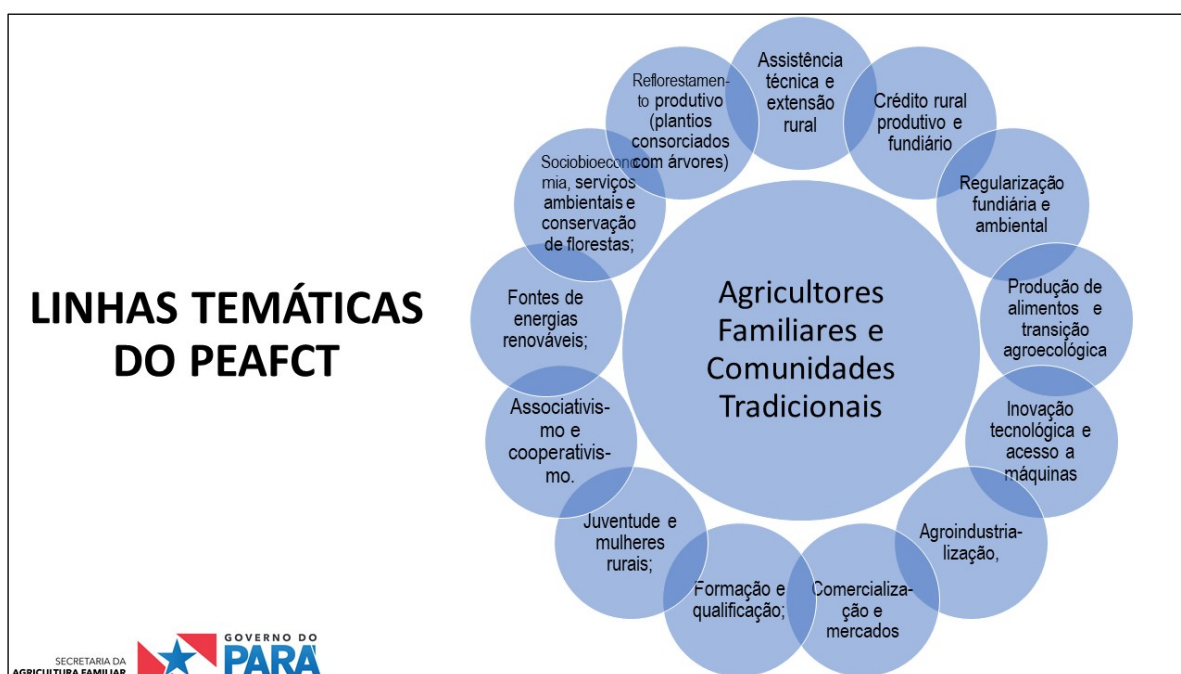 LINHAS TEMÁTICAS
DO PEAFCT
Assistência
técnica e
extensão
rural
Crédito rural
produtivo e
fundiário
Regularização
fundiária e
ambiental
Produção de
alimentos e
transição
agroecológica
Inovação
tecnológica e
acesso a
máquinas
Agroindustria-
lização,
Comercializa-
ção e
mercados
Formação e
qualificação;
Juventude e
mulheres
rurais;
Associativis-
mo e
cooperativis-
mo.
Fontes de
energias
renováveis;
Sociobioecono
mia, serviços
ambientais e
conservação
de florestas;
Reflorestamen-
to produtivo
(plantios
consorciados
com árvores)
Agricultores
Familiares e
Comunidades
Tradicionais
SECRETARIA DA
AGRICULTURA FAMILIAR
GOVERNO DO
PARÁ